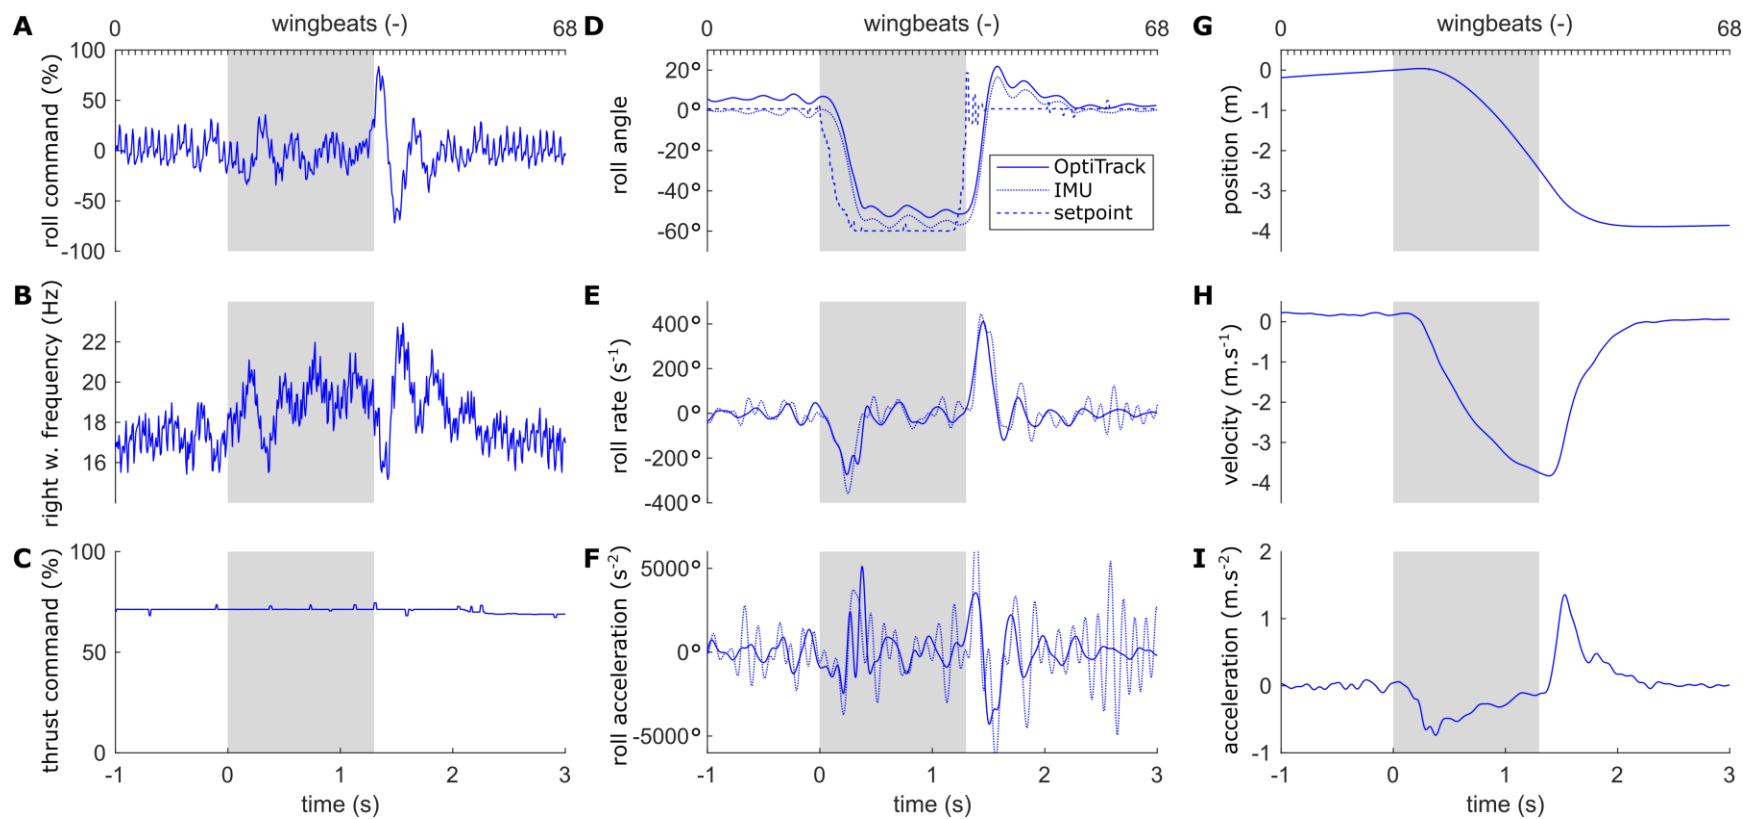 A
0 wingbeats (-) 68
roll command (%)
100
50
0
-50
-100
B
right w. frequency (Hz)
22
20
18
16
C
thrust command (%)
100
50
0
-1 0 1 2 3
time (s)
D
0 wingbeats (-) 68
roll angle
20°
0°
-20°
-40°
-60°
OptiTrack
IMU
setpoint
E
roll rate (s⁻¹)
400°
200°
0°
-200°
-400°
F
roll acceleration (s⁻²)
5000°
0°
-5000°
-1 0 1 2 3
time (s)
G
0 wingbeats (-) 68
position (m)
0
-1
-2
-3
-4
H
velocity (m.s⁻¹)
0
-1
-2
-3
-4
I
acceleration (m.s⁻²)
2
1
0
-1
-1 0 1 2 3
time (s)